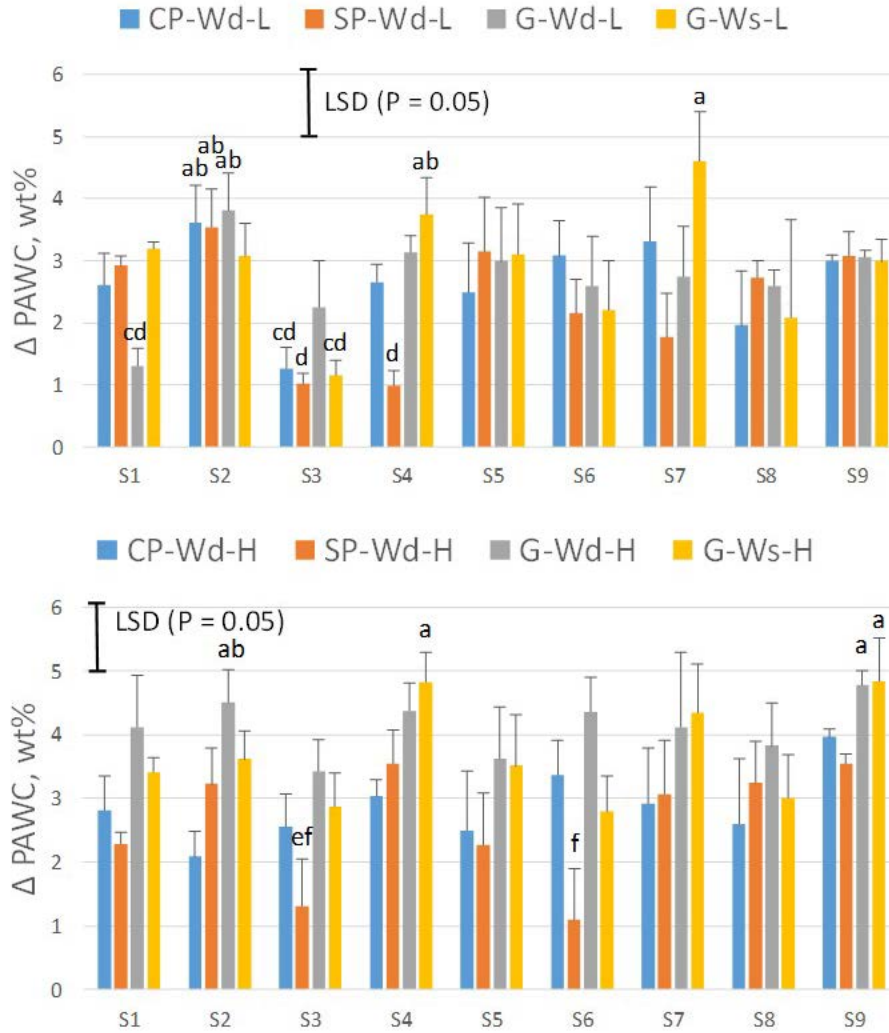 CP-Wd-L SP-Wd-L G-Wd-L G-Ws-L
Δ PAWC, wt%
6
5
4
3
2
1
0
LSD (P = 0.05)
cd
ab
ab
ab
cd
d
cd
d
ab
a
S1 S2 S3 S4 S5 S6 S7 S8 S9
CP-Wd-H SP-Wd-H G-Wd-H G-Ws-H
Δ PAWC, wt%
6
5
4
3
2
1
0
LSD (P = 0.05)
ab
ef
a
f
a
a
S1 S2 S3 S4 S5 S6 S7 S8 S9